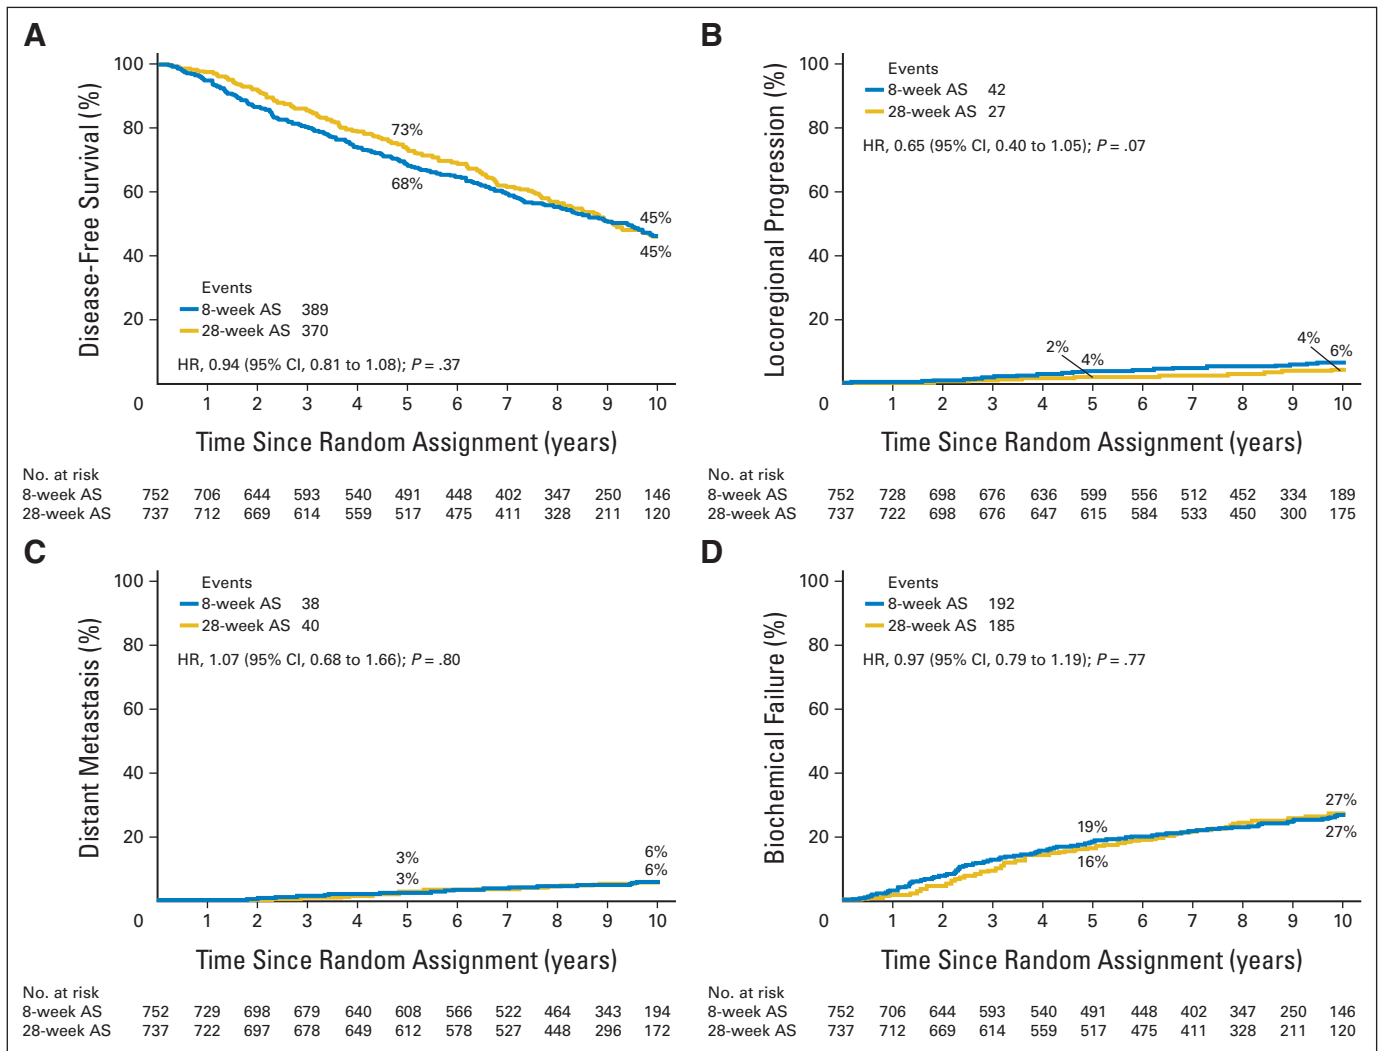 A
Disease-Free Survival (%)
100
80
60
40
20
73%
68%
45%
45%
Events
8-week AS 389
28-week AS 370
HR, 0.94 (95% CI, 0.81 to 1.08); P = .37
0 1 2 3 4 5 6 7 8 9 10
Time Since Random Assignment (years)
No. at risk
8-week AS 752 706 644 593 540 491 448 402 347 250 146
28-week AS 737 712 669 614 559 517 475 411 328 211 120
B
Locoregional Progression (%)
100
80
60
40
20
Events
8-week AS 42
28-week AS 27
HR, 0.65 (95% CI, 0.40 to 1.05); P = .07
2%
4%
4%
6%
0 1 2 3 4 5 6 7 8 9 10
Time Since Random Assignment (years)
No. at risk
8-week AS 752 728 698 676 636 599 556 512 452 334 189
28-week AS 737 722 698 676 647 615 584 533 450 300 175
C
Distant Metastasis (%)
100
80
60
40
20
Events
8-week AS 38
28-week AS 40
HR, 1.07 (95% CI, 0.68 to 1.66); P = .80
3%
3%
6%
6%
0 1 2 3 4 5 6 7 8 9 10
Time Since Random Assignment (years)
No. at risk
8-week AS 752 729 698 679 640 608 566 522 464 343 194
28-week AS 737 722 697 678 649 612 578 527 448 296 172
D
Biochemical Failure (%)
100
80
60
40
20
Events
8-week AS 192
28-week AS 185
HR, 0.97 (95% CI, 0.79 to 1.19); P = .77
19%
16%
27%
27%
0 1 2 3 4 5 6 7 8 9 10
Time Since Random Assignment (years)
No. at risk
8-week AS 752 706 644 593 540 491 448 402 347 250 146
28-week AS 737 712 669 614 559 517 475 411 328 211 120